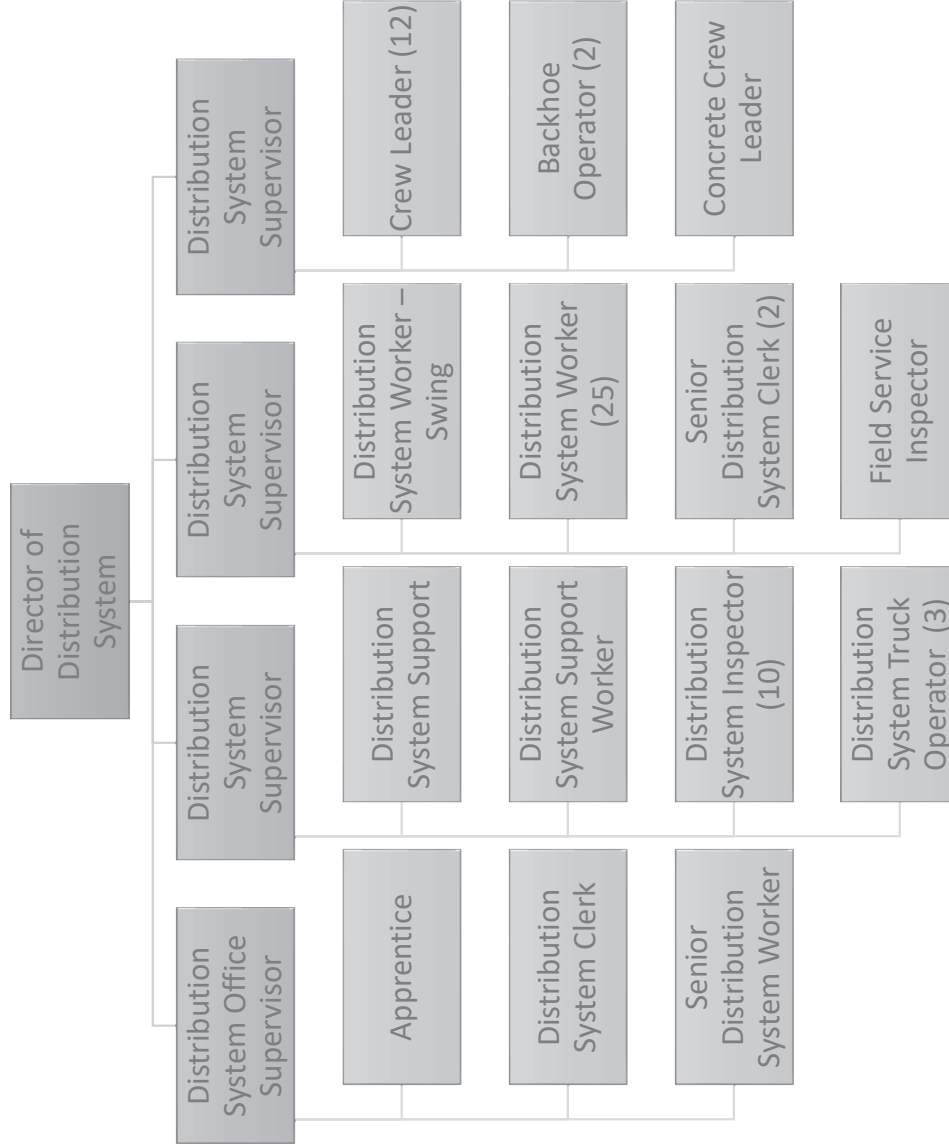 Director of
Distribution
System
Distribution
System Office
Supervisor
Apprentice
Distribution
System Clerk
Senior
Distribution
System Worker
Distribution
System
Supervisor
Distribution
System Support
Distribution
System Support
Worker
Distribution
System Inspector
(10)
Distribution
System Truck
Operator (3)
Distribution
System
Supervisor
Distribution
System Worker –
Swing
Distribution
System Worker
(25)
Senior
Distribution
System Clerk (2)
Field Service
Inspector
Distribution
System
Supervisor
Crew Leader (12)
Backhoe
Operator (2)
Concrete Crew
Leader